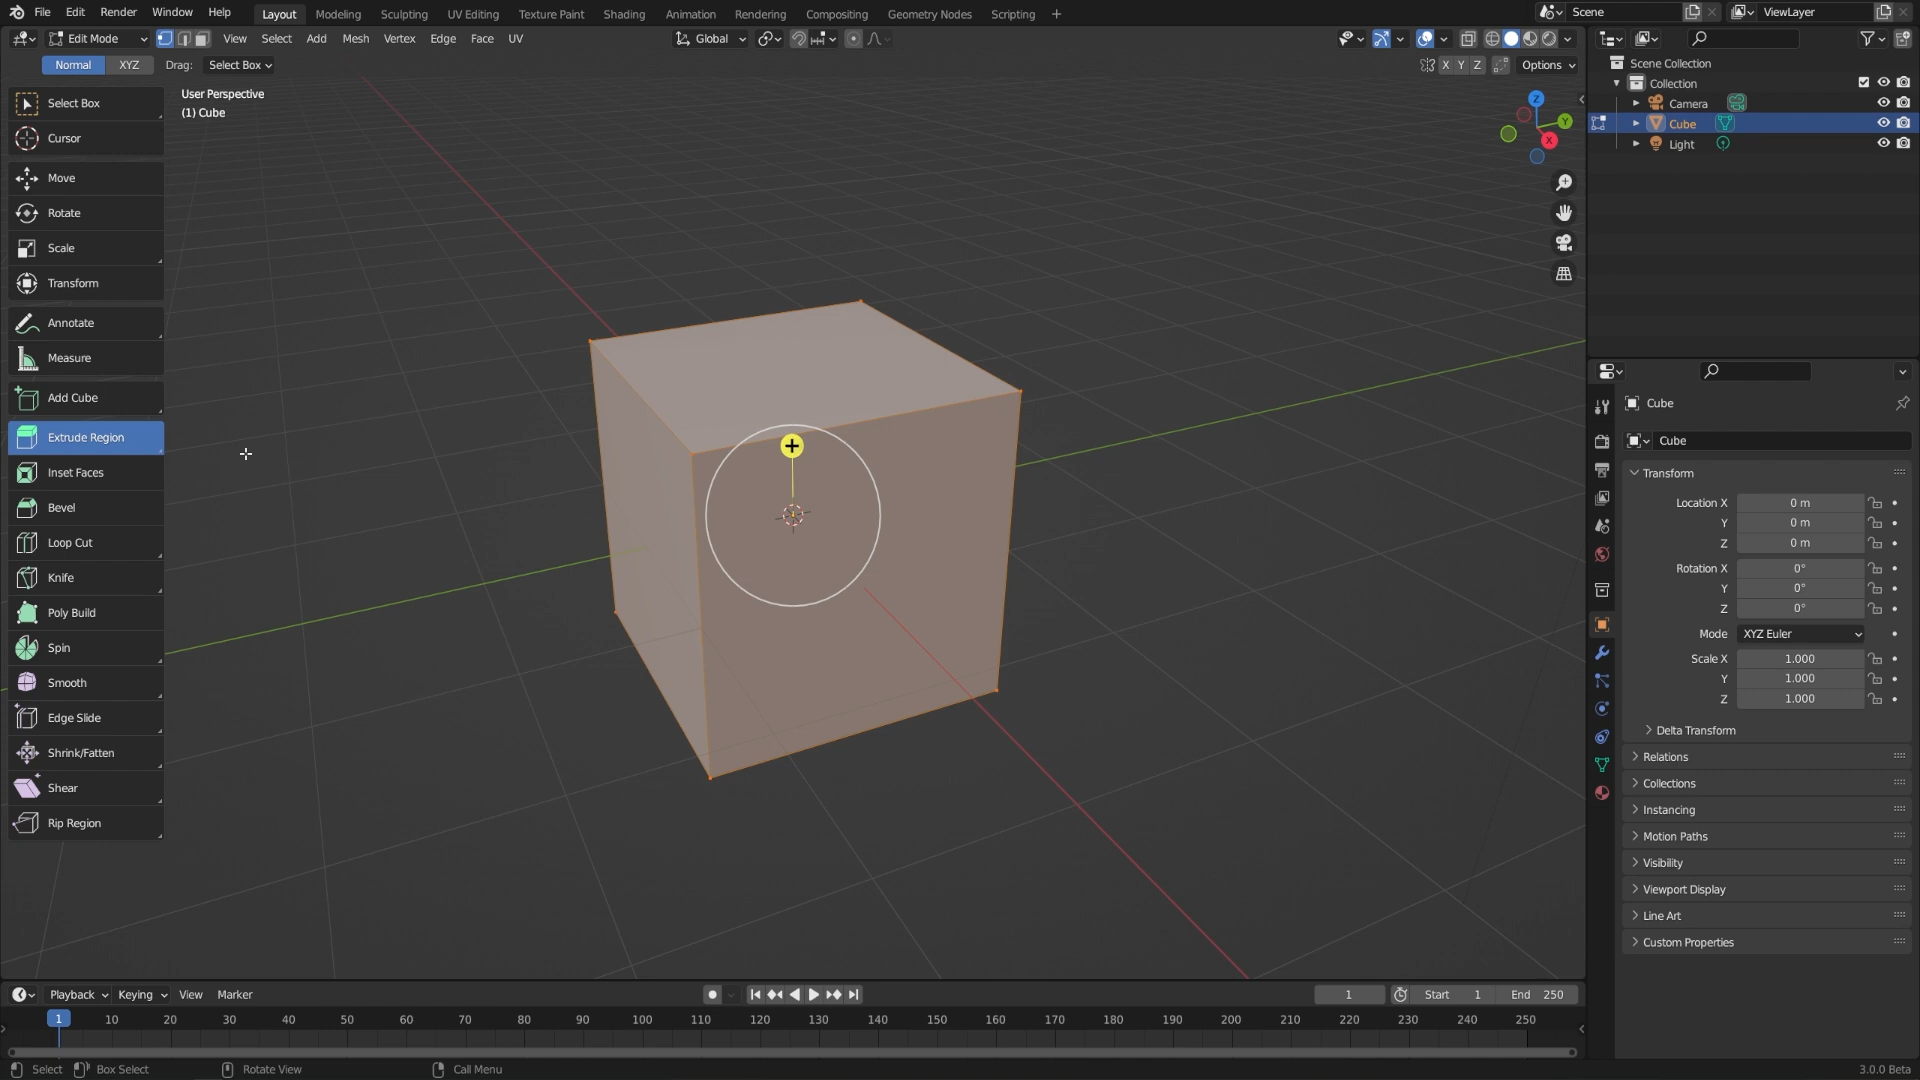 File Edit Render Window Help Layout Modeling Sculpting UV Editing Texture Paint Shading Animation Rendering Compositing Geometry Nodes Scripting + Scene ViewLayer
Edit Mode View Select Add Mesh Vertex Edge Face UV Global
Normal XYZ Drag: Select Box X Y Z Options
User Perspective
(1) Cube
Select Box
Cursor
Move
Rotate
Scale
Transform
Annotate
Measure
Add Cube
Extrude Region
Inset Faces
Bevel
Loop Cut
Knife
Poly Build
Spin
Smooth
Edge Slide
Shrink/Fatten
Shear
Rip Region
Z
Y
X
Scene Collection
Collection
Camera
Cube
Light
Cube
Cube
Transform
Location X 0 m
Y 0 m
Z 0 m
Rotation X 0°
Y 0°
Z 0°
Mode XYZ Euler
Scale X 1.000
Y 1.000
Z 1.000
Delta Transform
Relations
Collections
Instancing
Motion Paths
Visibility
Viewport Display
Line Art
Custom Properties
Playback Keying View Marker 1 Start 1 End 250
1 10 20 30 40 50 60 70 80 90 100 110 120 130 140 150 160 170 180 190 200 210 220 230 240 250
Select Box Select Rotate View Call Menu 3.0.0 Beta